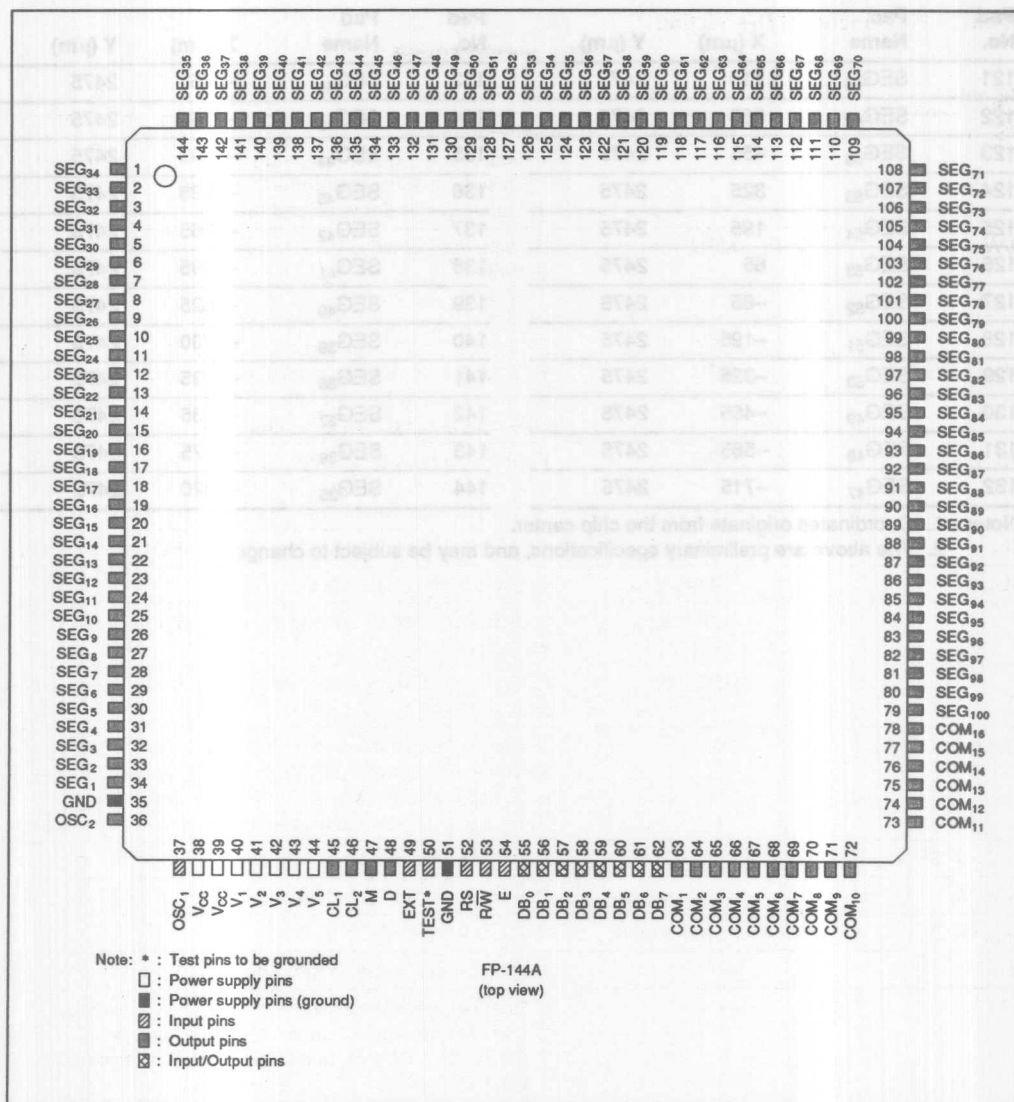 SEG35 SEG36 SEG37 SEG38 SEG39 SEG40 SEG41 SEG42 SEG43 SEG44 SEG45 SEG46 SEG47 SEG48 SEG49 SEG50 SEG51 SEG52 SEG53 SEG54 SEG55 SEG56 SEG57 SEG58 SEG59 SEG60 SEG61 SEG62 SEG63 SEG64 SEG65 SEG66 SEG67 SEG68 SEG69 SEG70
144 143 142 141 140 139 138 137 136 135 134 133 132 131 130 129 128 127 126 125 124 123 122 121 120 119 118 117 116 115 114 113 112 111 110 109
SEG34 1 108 SEG71
SEG33 2 107 SEG72
SEG32 3 106 SEG73
SEG31 4 105 SEG74
SEG30 5 104 SEG75
SEG29 6 103 SEG76
SEG28 7 102 SEG77
SEG27 8 101 SEG78
SEG26 9 100 SEG79
SEG25 10 99 SEG80
SEG24 11 98 SEG81
SEG23 12 97 SEG82
SEG22 13 96 SEG83
SEG21 14 95 SEG84
SEG20 15 94 SEG85
SEG19 16 93 SEG86
SEG18 17 92 SEG87
SEG17 18 91 SEG88
SEG16 19 90 SEG89
SEG15 20 89 SEG90
SEG14 21 88 SEG91
SEG13 22 87 SEG92
SEG12 23 86 SEG93
SEG11 24 85 SEG94
SEG10 25 84 SEG95
SEG9 26 83 SEG96
SEG8 27 82 SEG97
SEG7 28 81 SEG98
SEG6 29 80 SEG99
SEG5 30 79 SEG100
SEG4 31 78 COM16
SEG3 32 77 COM15
SEG2 33 76 COM14
SEG1 34 75 COM13
GND 35 74 COM12
OSC2 36 73 COM11
37 38 39 40 41 42 43 44 45 46 47 48 49 50 51 52 53 54 55 56 57 58 59 60 61 62 63 64 65 66 67 68 69 70 71 72
OSC1 VCC VCC V1 V2 V3 V4 V5 CL1 CL2 M D EXT TEST* GND RS R/W̅ E DB0 DB1 DB2 DB3 DB4 DB5 DB6 DB7 COM1 COM2 COM3 COM4 COM5 COM6 COM7 COM8 COM9 COM10
Note: * : Test pins to be grounded
: Power supply pins
: Power supply pins (ground)
: Input pins
: Output pins
: Input/Output pins
FP-144A
(top view)